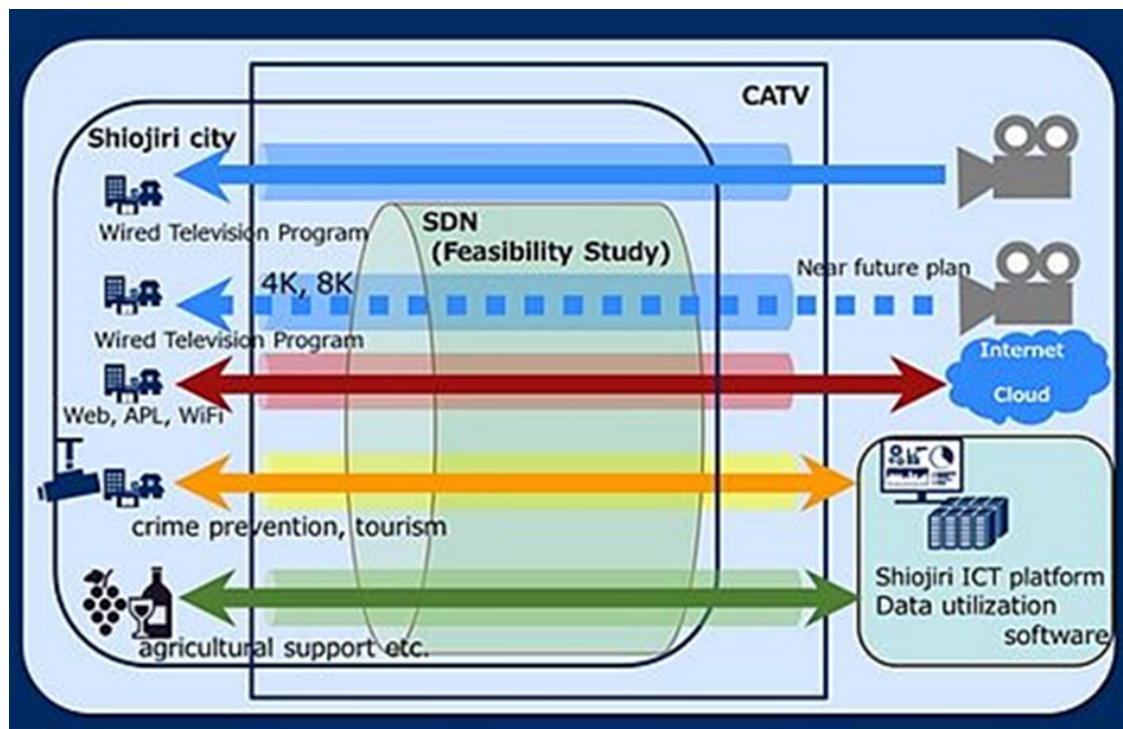 CATV
Shiojiri city
Wired Television Program
SDN
(Feasibility Study)
Near future plan
4K, 8K
Wired Television Program
Internet
Cloud
Web, APL, WiFi
crime prevention, tourism
Shiojiri ICT platform
Data utilization
software
agricultural support etc.